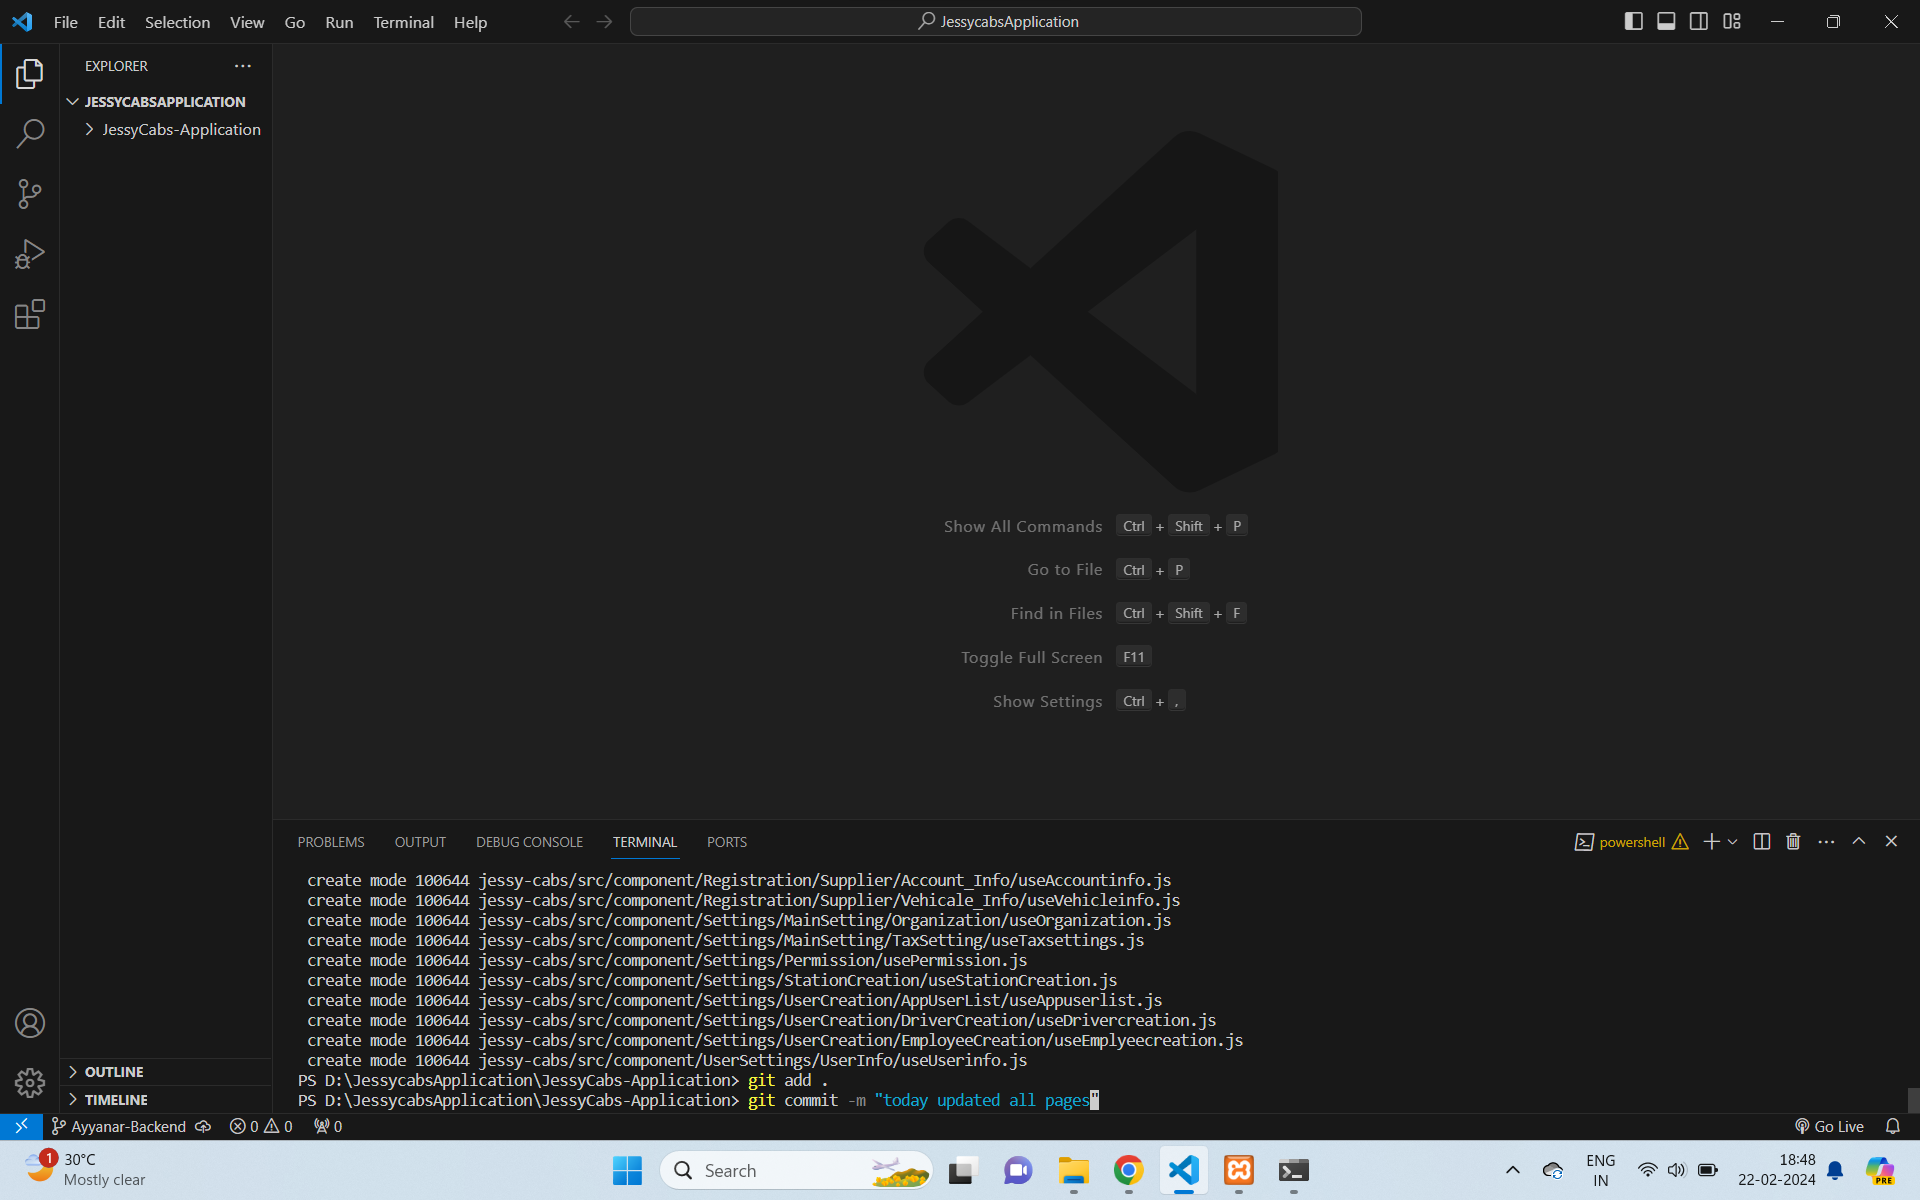 File Edit Selection View Go Run Terminal Help
JessycabsApplication
EXPLORER
JESSYCABSAPPLICATION
JessyCabs-Application
Show All Commands Ctrl + Shift + P
Go to File Ctrl + P
Find in Files Ctrl + Shift + F
Toggle Full Screen F11
Show Settings Ctrl + ,
PROBLEMS OUTPUT DEBUG CONSOLE TERMINAL PORTS
powershell
create mode 100644 jessy-cabs/src/component/Registration/Supplier/Account_Info/useAccountinfo.js
create mode 100644 jessy-cabs/src/component/Registration/Supplier/Vehicale_Info/useVehicleinfo.js
create mode 100644 jessy-cabs/src/component/Settings/MainSetting/Organization/useOrganization.js
create mode 100644 jessy-cabs/src/component/Settings/MainSetting/TaxSetting/useTaxsettings.js
create mode 100644 jessy-cabs/src/component/Settings/Permission/usePermission.js
create mode 100644 jessy-cabs/src/component/Settings/StationCreation/useStationCreation.js
create mode 100644 jessy-cabs/src/component/Settings/UserCreation/AppUserList/useAppuserlist.js
create mode 100644 jessy-cabs/src/component/Settings/UserCreation/DriverCreation/useDrivercreation.js
create mode 100644 jessy-cabs/src/component/Settings/UserCreation/EmployeeCreation/useEmplyeecreation.js
create mode 100644 jessy-cabs/src/component/UserSettings/UserInfo/useUserinfo.js
PS D:\JessycabsApplication\JessyCabs-Application> git add .
PS D:\JessycabsApplication\JessyCabs-Application> git commit -m "today updated all pages"
OUTLINE
TIMELINE
Ayyanar-Backend 0 0 0
Go Live
1
30°C
Mostly clear
Search
ENG
IN
18:48
22-02-2024
PRE